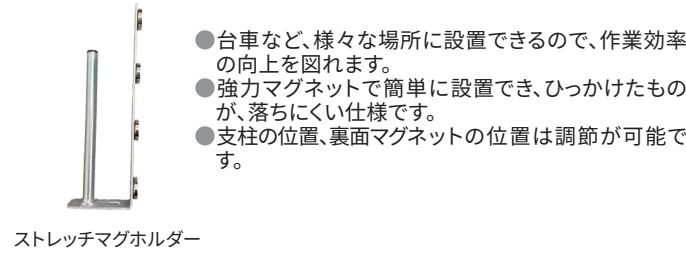 ●台車など、様々な場所に設置できるので、作業効率
の向上を図れます。
●強力マグネットで簡単に設置でき、ひっかけたもの
が、落ちにくい仕様です。
●支柱の位置、裏面マグネットの位置は調節が可能で
す。
ストレッチマグホルダー